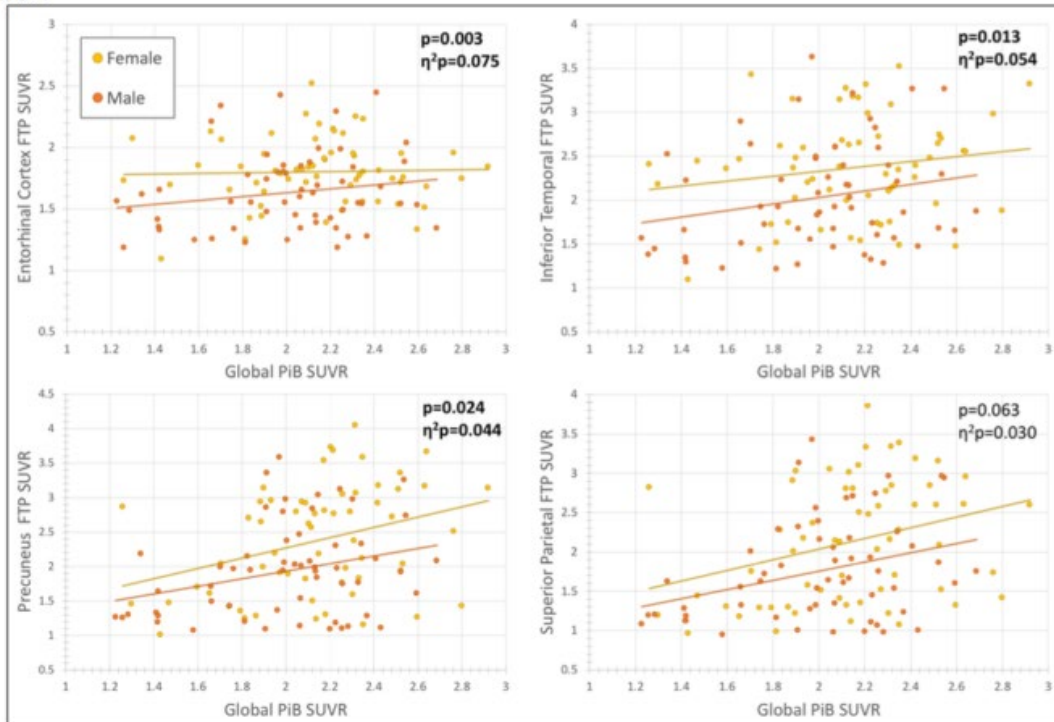 3
2.5
2
1.5
1
0.5
Entorhinal Cortex FTP SUVR
Female
Male
p=0.003
η²p=0.075
1 1.2 1.4 1.6 1.8 2 2.2 2.4 2.6 2.8 3
Global PiB SUVR
4
3.5
3
2.5
2
1.5
1
0.5
Inferior Temporal FTP SUVR
p=0.013
η²p=0.054
1 1.2 1.4 1.6 1.8 2 2.2 2.4 2.6 2.8 3
Global PiB SUVR
4.5
4
3.5
3
2.5
2
1.5
1
0.5
Precuneus FTP SUVR
p=0.024
η²p=0.044
1 1.2 1.4 1.6 1.8 2 2.2 2.4 2.6 2.8 3
Global PiB SUVR
4
3.5
3
2.5
2
1.5
1
0.5
Superior Parietal FTP SUVR
p=0.063
η²p=0.030
1 1.2 1.4 1.6 1.8 2 2.2 2.4 2.6 2.8 3
Global PiB SUVR